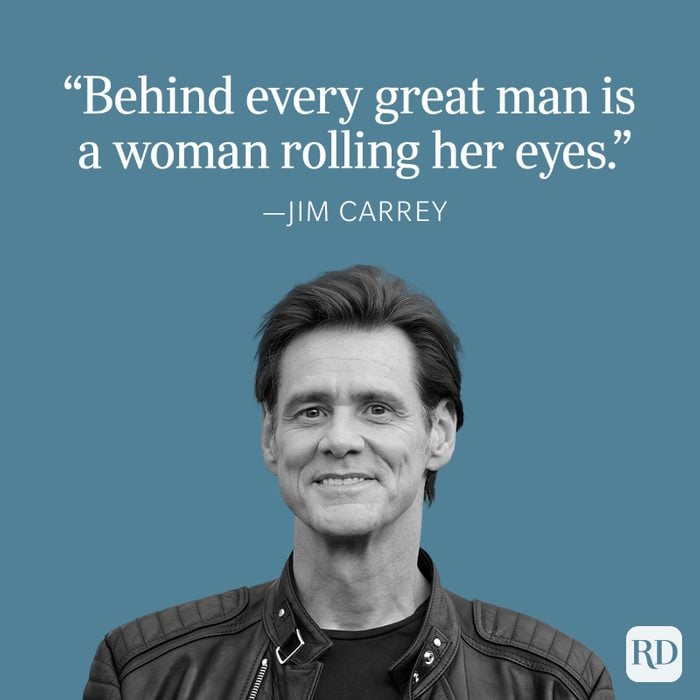 “Behind every great man is
a woman rolling her eyes.”
—JIM CARREY
RD